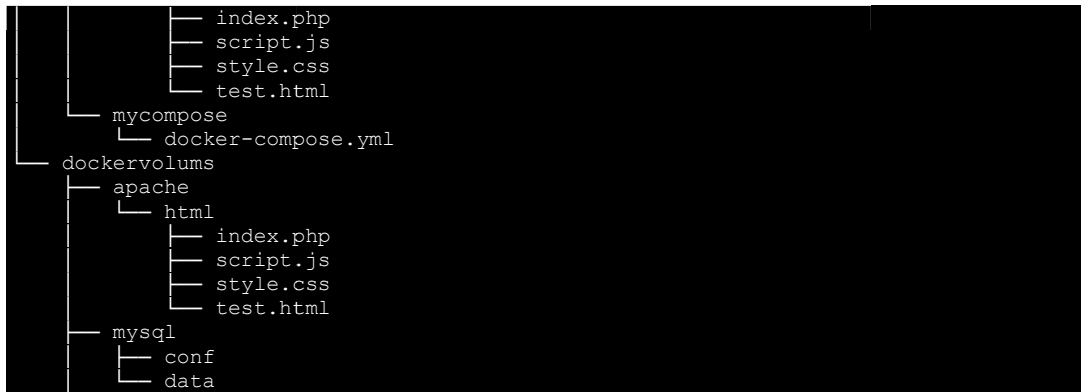 │   │       ├── index.php
│   │       ├── script.js
│   │       ├── style.css
│   │       └── test.html
│   └── mycompose
│       └── docker-compose.yml
└── dockervolums
    ├── apache
    │   └── html
    │       ├── index.php
    │       ├── script.js
    │       ├── style.css
    │       └── test.html
    ├── mysql
    │   ├── conf
    │   └── data